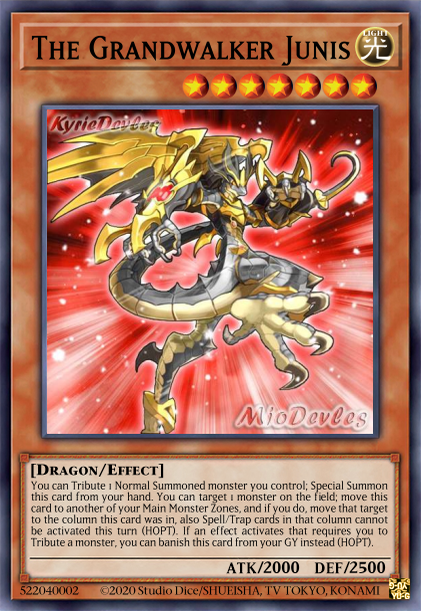 THE GRANDWALKER JUNIS
LIGHT
光
KyrieDevles
MioDevles
[DRAGON/EFFECT]
You can Tribute 1 Normal Summoned monster you control; Special Summon
this card from your hand. You can target 1 monster on the field; move this
card to another of your Main Monster Zones, and if you do, move that target
to the column this card was in, also Spell/Trap cards in that column cannot
be activated this turn (HOPT). If an effect activates that requires you to
Tribute a monster, you can banish this card from your GY instead (HOPT).
ATK/2000 DEF/2500
522040002 ©2020 Studio Dice/SHUEISHA, TV TOKYO, KONAMI